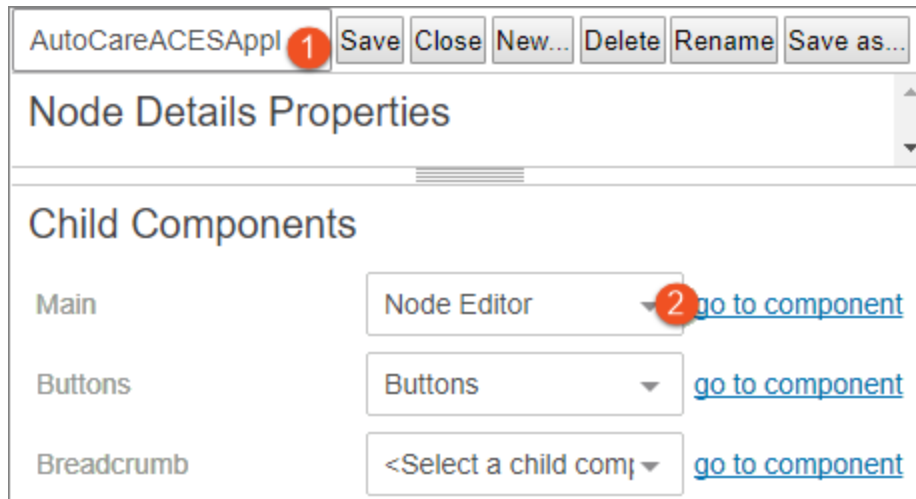 AutoCareACESAppl 1 Save Close New... Delete Rename Save as...
Node Details Properties
Child Components
Main Node Editor 2 go to component
Buttons Buttons go to component
Breadcrumb <Select a child comp go to component